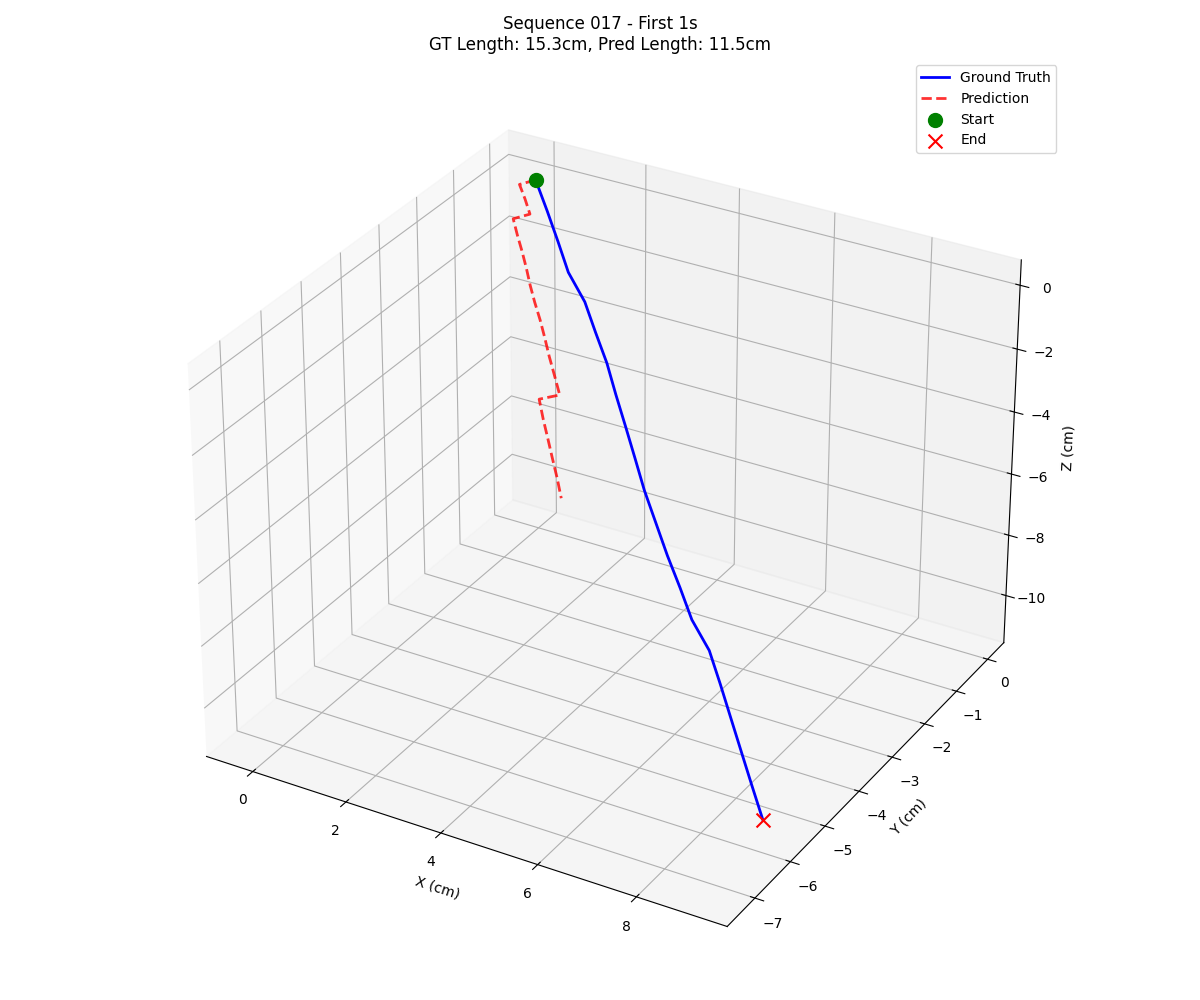 Sequence 017 - First 1s
GT Length: 15.3cm, Pred Length: 11.5cm
Ground Truth
Prediction
Start
End
0
−2
−4
−6
−8
−10
Z (cm)
0
−1
−2
−3
−4
−5
−6
−7
Y (cm)
0
2
4
6
8
X (cm)